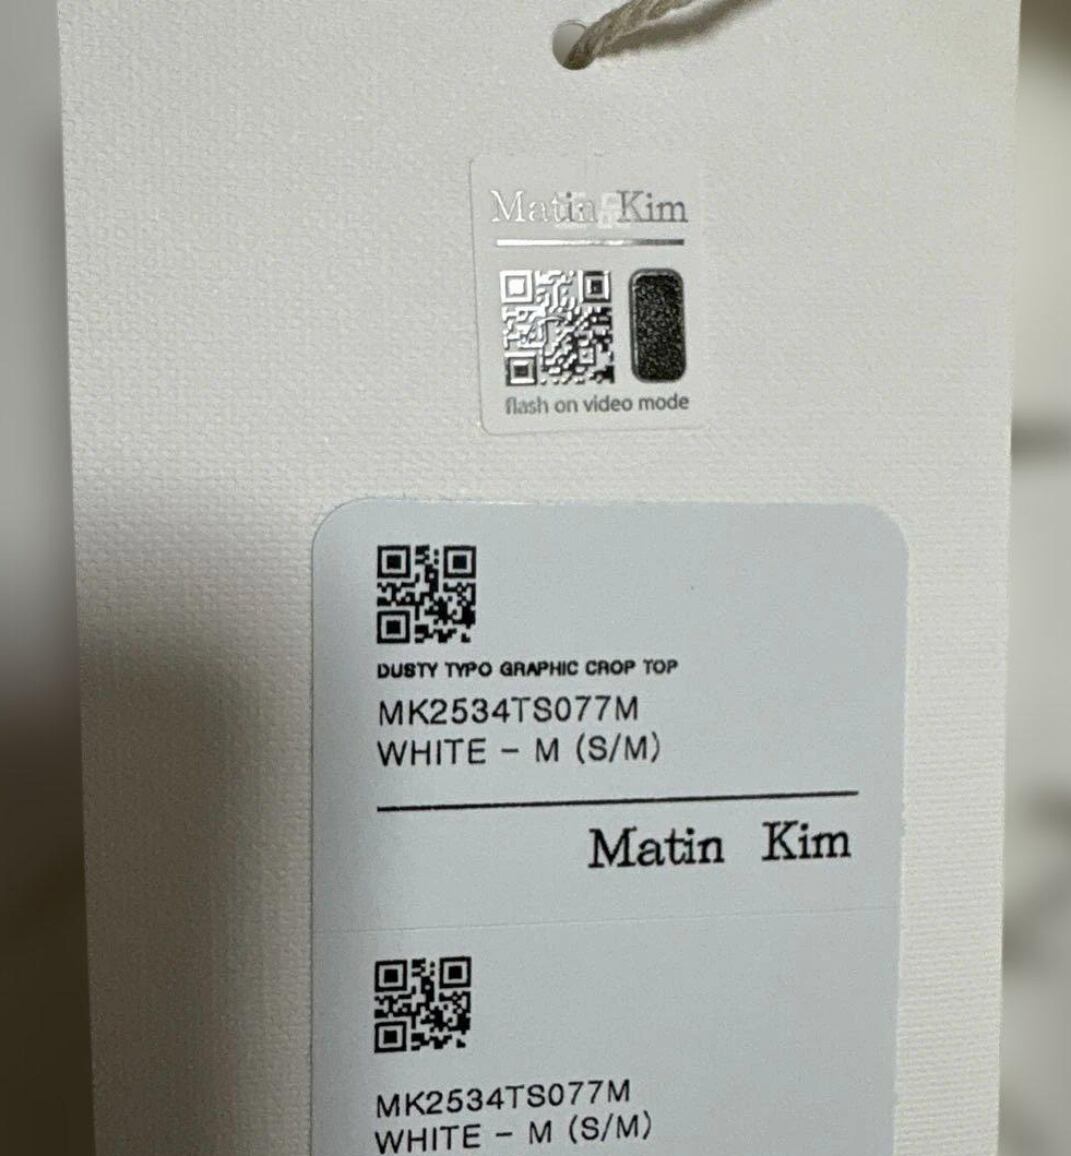 Matin Kim
flash on video mode
DUSTY TYPO GRAPHIC CROP TOP
MK2534TS077M
WHITE - M (S/M)
Matin Kim
MK2534TS077M
WHITE - M (S/M)